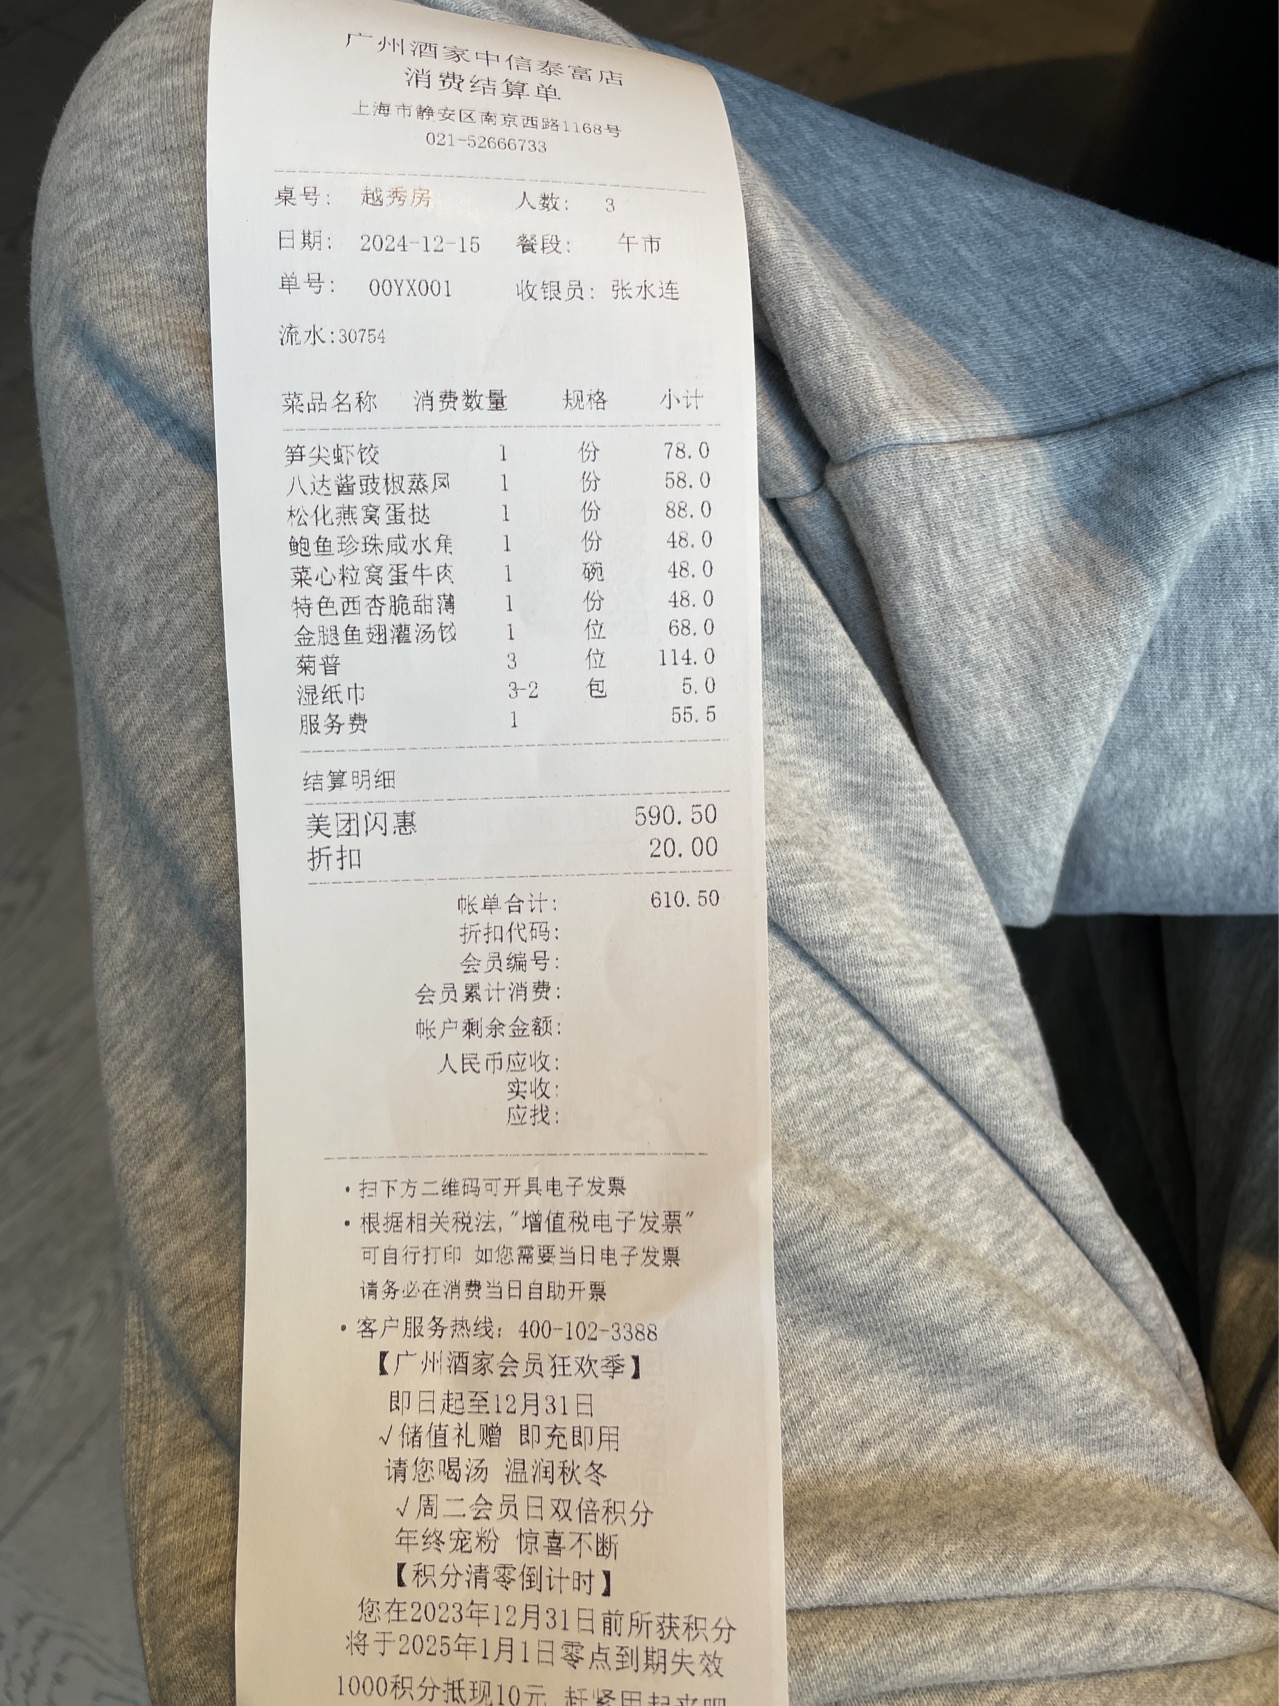 广州酒家中信泰富店
消费结算单
上海市静安区南京西路1168号
021-52666733
桌号: 越秀房 人数: 3
日期: 2024-12-15 餐段: 午市
单号: 00YX001 收银员: 张水连
流水:30754
菜品名称 消费数量 规格 小计
笋尖虾饺 1 份 78.0
八达酱豉椒蒸凤 1 份 58.0
松化燕窝蛋挞 1 份 88.0
鲍鱼珍珠咸水角 1 份 48.0
菜心粒窝蛋牛肉 1 碗 48.0
特色西杏脆甜薄 1 份 48.0
金腿鱼翅灌汤饺 1 位 68.0
菊普 3 位 114.0
湿纸巾 3-2 包 5.0
服务费 1 55.5
结算明细
美团闪惠 590.50
折扣 20.00
帐单合计: 610.50
折扣代码:
会员编号:
会员累计消费:
帐户剩余金额:
人民币应收:
实收:
应找:
·扫下方二维码可开具电子发票
·根据相关税法,"增值税电子发票"
可自行打印 如您需要当日电子发票
请务必在消费当日自助开票
·客户服务热线: 400-102-3388
【广州酒家会员狂欢季】
即日起至12月31日
√储值礼赠 即充即用
请您喝汤 温润秋冬
√周二会员日双倍积分
年终宠粉 惊喜不断
【积分清零倒计时】
您在2023年12月31日前所获积分
将于2025年1月1日零点到期失效
1000积分抵现10元 赶紧用起来吧